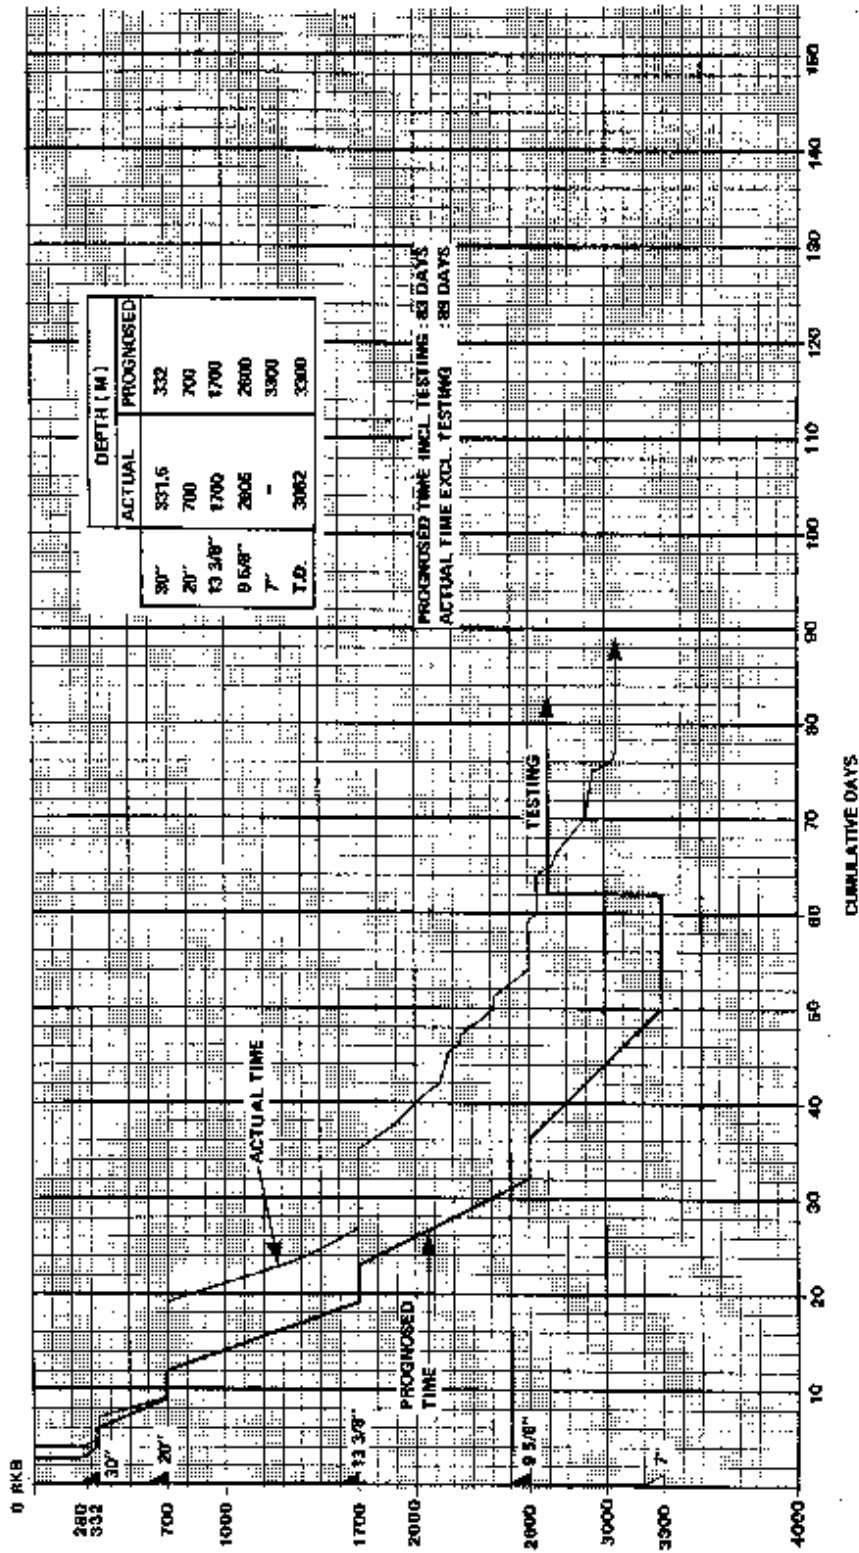 DEPTH (M)
ACTUAL PROGNOSED
30" 331.5 332
20" 700 700
13 3/8" 1700 1700
9 5/8" 2606 2600
7" - 3300
T.D. 3062 3300
PROGNOSED TIME INCL. TESTING : 83 DAYS
ACTUAL TIME EXCL. TESTING : 89 DAYS
ACTUAL TIME
PROGNOSED
TIME
TESTING
0 RKB
280
332
30"
700
20"
1000
1700
13 3/8"
2000
2600
9 5/8"
3000
3300
7"
4000
10 20 30 40 50 60 70 80 90 100 110 120 130 140 150
CUMULATIVE DAYS